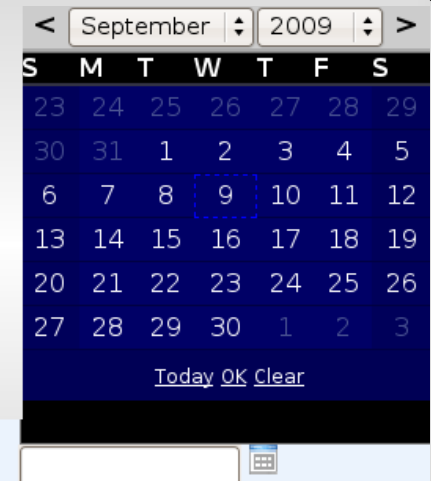 < September 2009 >
S M T W T F S
23 24 25 26 27 28 29
30 31 1 2 3 4 5
6 7 8 9 10 11 12
13 14 15 16 17 18 19
20 21 22 23 24 25 26
27 28 29 30 1 2 3
Today OK Clear